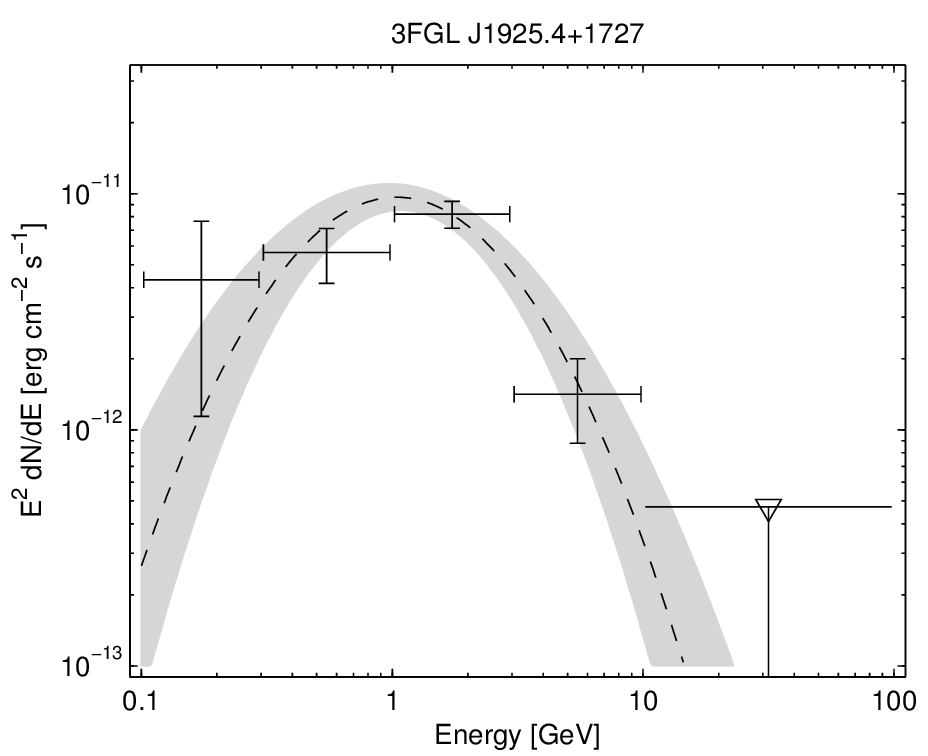 3FGL J1925.4+1727
E² dN/dE [erg cm⁻² s⁻¹]
10⁻¹¹
10⁻¹²
10⁻¹³
0.1 1 10 100
Energy [GeV]